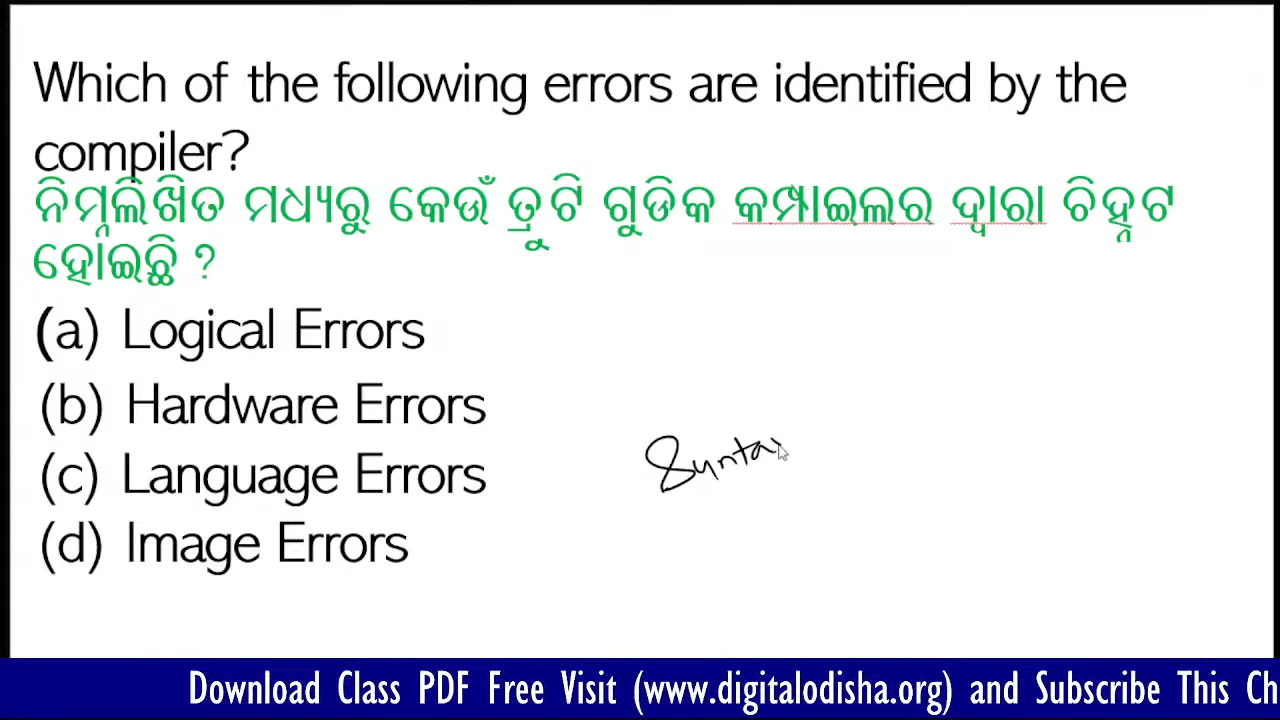 Which of the following errors are identified by the
compiler?
ନିମ୍ନଲିଖିତ ମଧ୍ୟରୁ କେଉଁ ତ୍ରୁଟି ଗୁଡିକ କମ୍ପାଇଲର ଦ୍ୱାରା ଚିହ୍ନଟ
ହୋଇଛି ?
(a) Logical Errors
(b) Hardware Errors
(c) Language Errors
Syntax
(d) Image Errors
Download Class PDF Free Visit (www.digitalodisha.org) and Subscribe This Ch